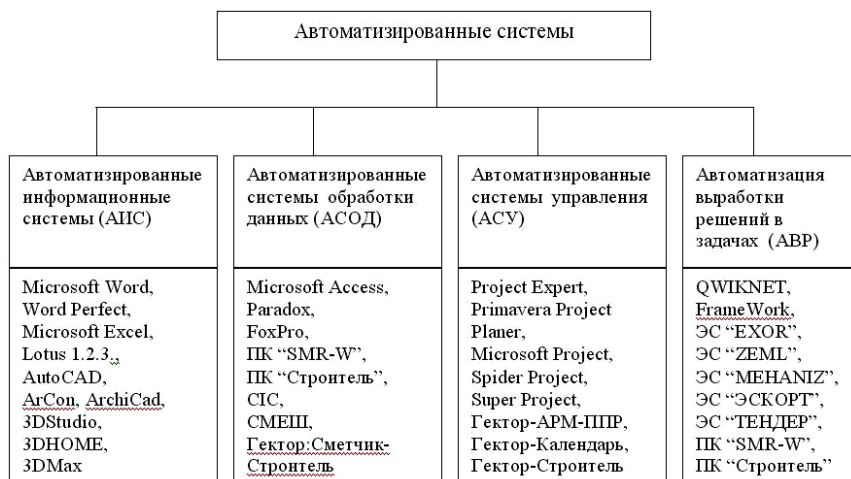 Автоматизированные системы
Автоматизированные
информационные
системы (АИС)
Microsoft Word,
Word Perfect,
Microsoft Excel,
Lotus 1.2.3.,
AutoCAD,
ArCon, ArchiCad,
3DStudio,
3DHOME,
3DMax
Автоматизированные
системы обработки
данных (АСОД)
Microsoft Access,
Paradox,
FoxPro,
ПК “SMR-W”,
ПК “Строитель”,
CIC,
СМЕШ,
Гектор:Сметчик-
Строитель
Автоматизированные
системы управления
(АСУ)
Project Expert,
Primavera Project
Planer,
Microsoft Project,
Spider Project,
Super Project,
Гектор-АРМ-ППР,
Гектор-Календарь,
Гектор-Строитель
Автоматизация
выработки
решений в
задачах (АВР)
QWIKNET,
FrameWork,
ЭС “EXOR”,
ЭС “ZEML”,
ЭС “MEHANIZ”,
ЭС “ЭСКОРТ”,
ЭС “ТЕНДЕР”,
ПК “SMR-W”,
ПК “Строитель”